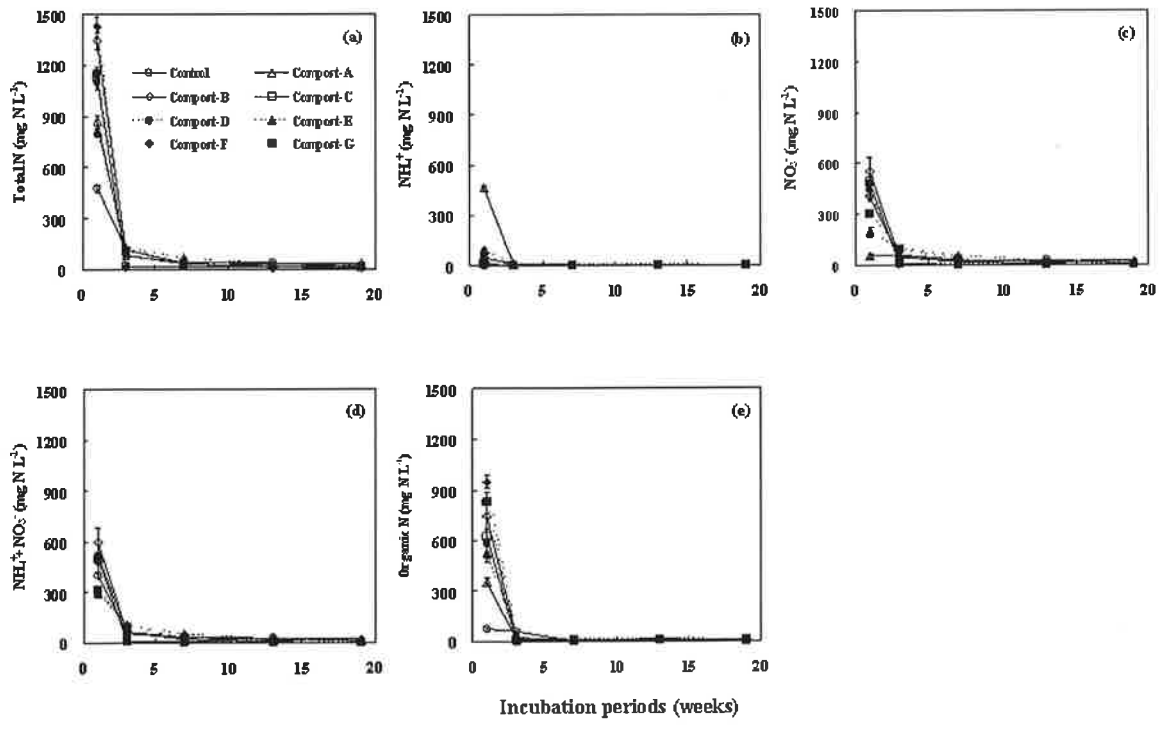 1500
1200
900
600
300
0
Total N (mg N L⁻¹)
(a)
Control
Compost-A
Compost-B
Compost-C
Compost-D
Compost-E
Compost-F
Compost-G
0 5 10 15 20
1500
1200
900
600
300
0
NH₄⁺ (mg N L⁻¹)
(b)
0 5 10 15 20
1500
1200
900
600
300
0
NO₃⁻ (mg N L⁻¹)
(c)
0 5 10 15 20
1500
1200
900
600
300
0
NH₄⁺+NO₃⁻ (mg N L⁻¹)
(d)
0 5 10 15 20
1500
1200
900
600
300
0
Organic N (mg N L⁻¹)
(e)
0 5 10 15 20
Incubation periods (weeks)